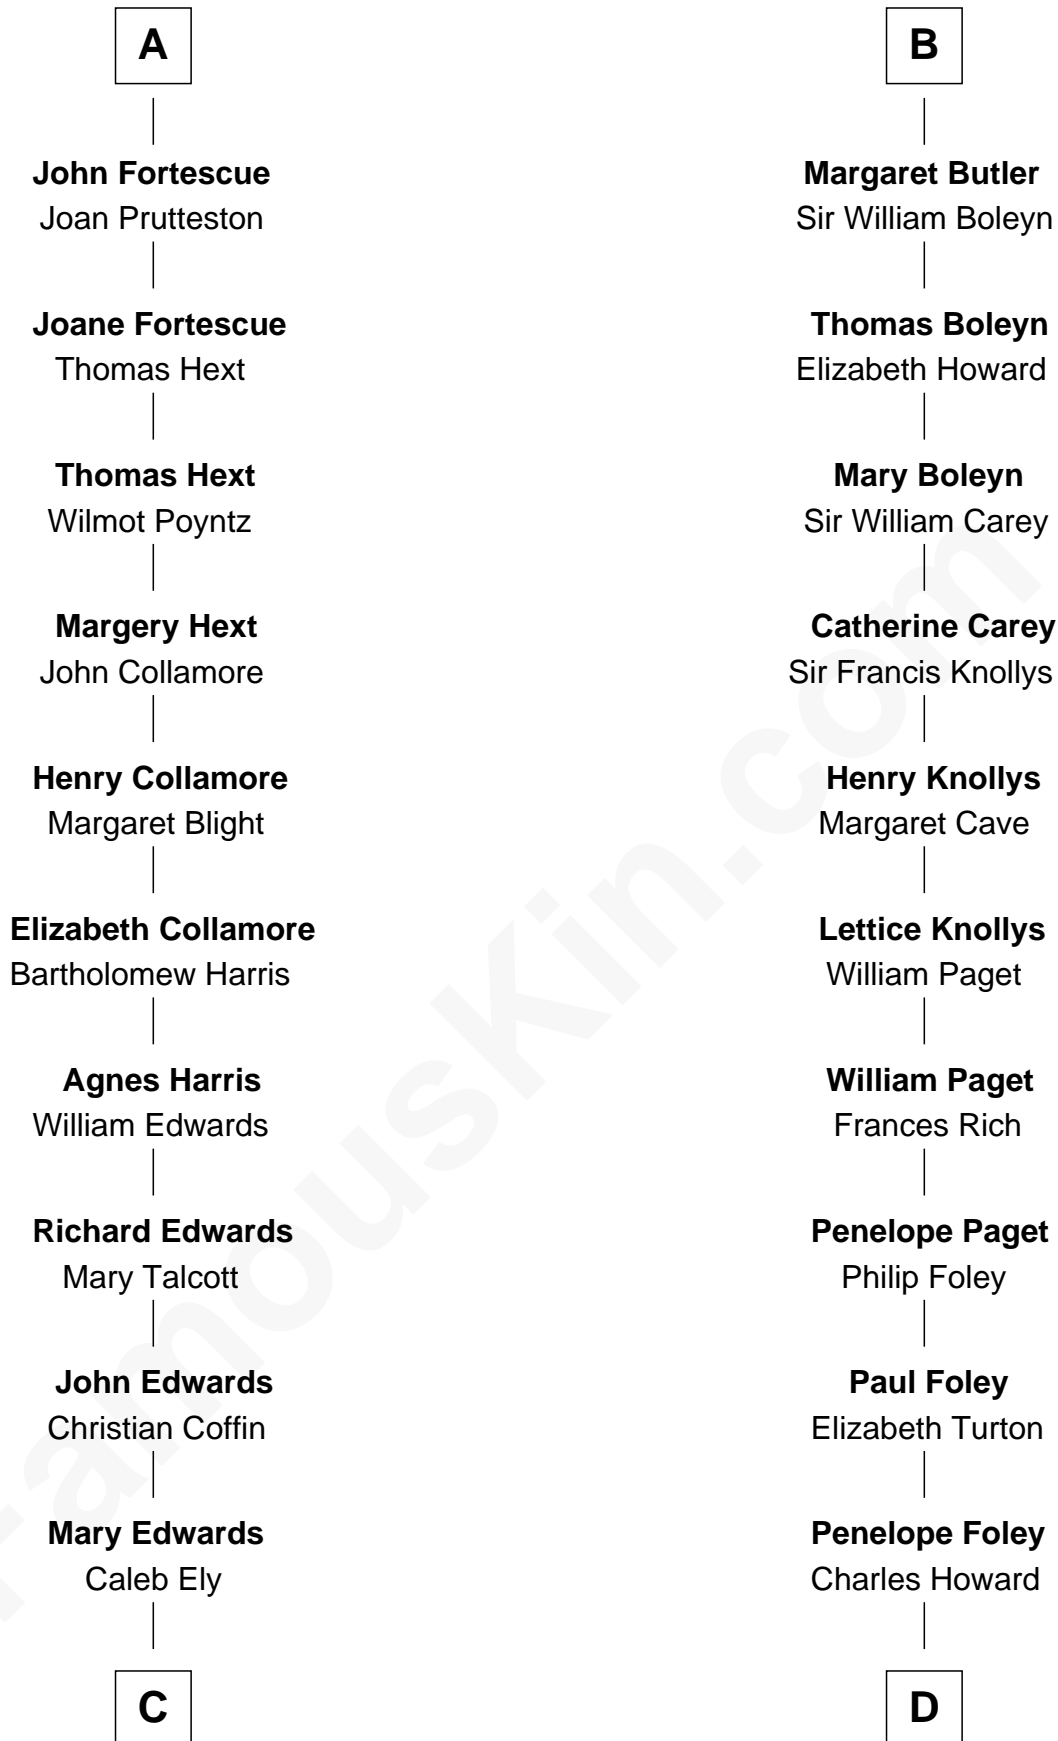 A
John Fortescue
Joan Prutteston
Joane Fortescue
Thomas Hext
Thomas Hext
Wilmot Poyntz
Margery Hext
John Collamore
Henry Collamore
Margaret Blight
Elizabeth Collamore
Bartholomew Harris
Agnes Harris
William Edwards
Richard Edwards
Mary Talcott
John Edwards
Christian Coffin
Mary Edwards
Caleb Ely
C
B
Margaret Butler
Sir William Boleyn
Thomas Boleyn
Elizabeth Howard
Mary Boleyn
Sir William Carey
Catherine Carey
Sir Francis Knollys
Henry Knollys
Margaret Cave
Lettice Knollys
William Paget
William Paget
Frances Rich
Penelope Paget
Philip Foley
Paul Foley
Elizabeth Turton
Penelope Foley
Charles Howard
D
FamousKin.com